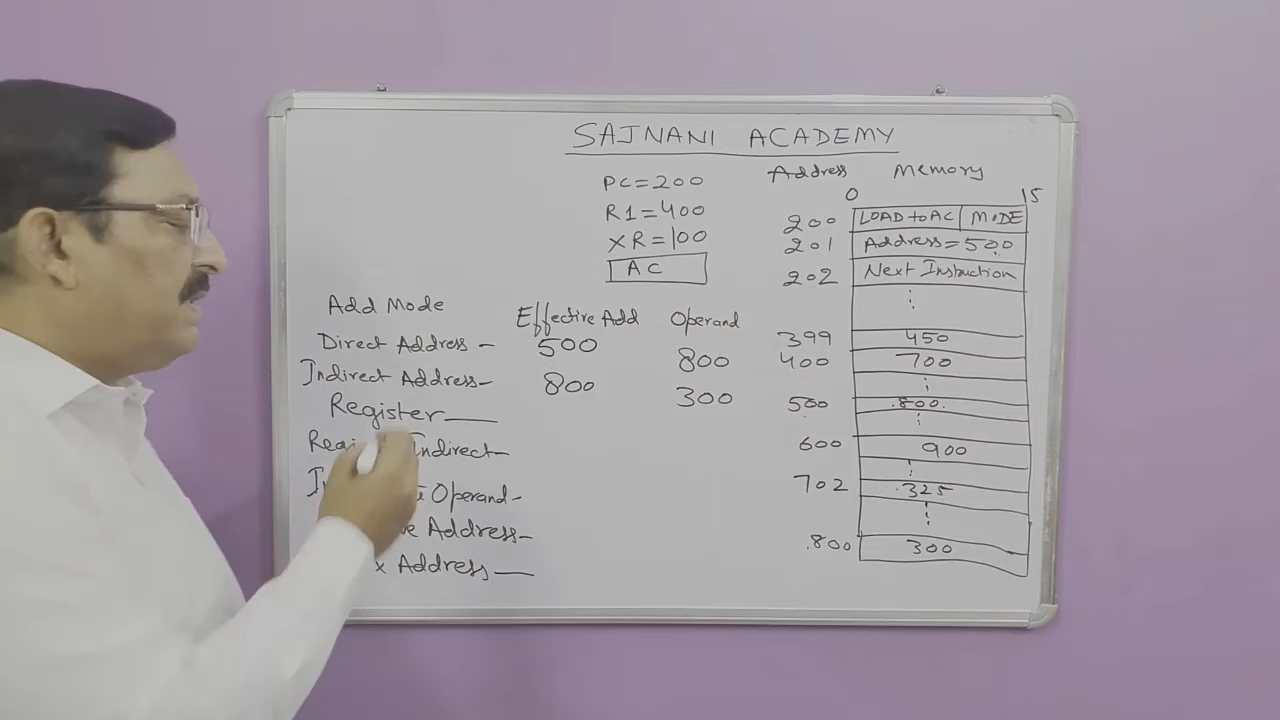 SAJNANI ACADEMY
PC=200
R1=400
XR=100
AC
Address Memory
0 15
200 LOAD to AC MODE
201 Address=500
202 Next Instruction
399 450
400 700
500 .800.
600 900
702 .325
.800 300
Add Mode Effective Add Operand
Direct Address - 500 800
Indirect Address - 800 300
Register
Indirect -
Operand -
Address -
Address